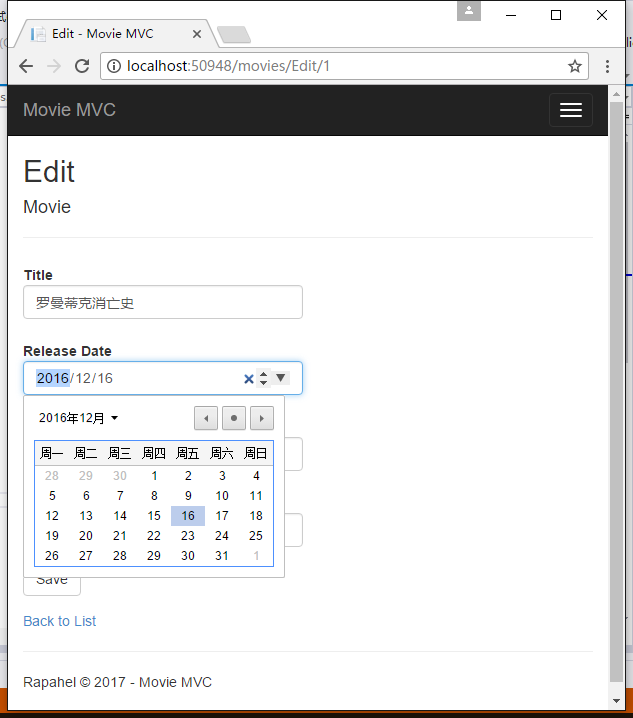 Edit - Movie MVC
localhost:50948/movies/Edit/1
Movie MVC
Edit
Movie
Title
罗曼蒂克消亡史
Release Date
2016/12/16
2016年12月
周一 周二 周三 周四 周五 周六 周日
28 29 30 1 2 3 4
5 6 7 8 9 10 11
12 13 14 15 16 17 18
19 20 21 22 23 24 25
26 27 28 29 30 31 1
Save
Back to List
Rapahel © 2017 - Movie MVC